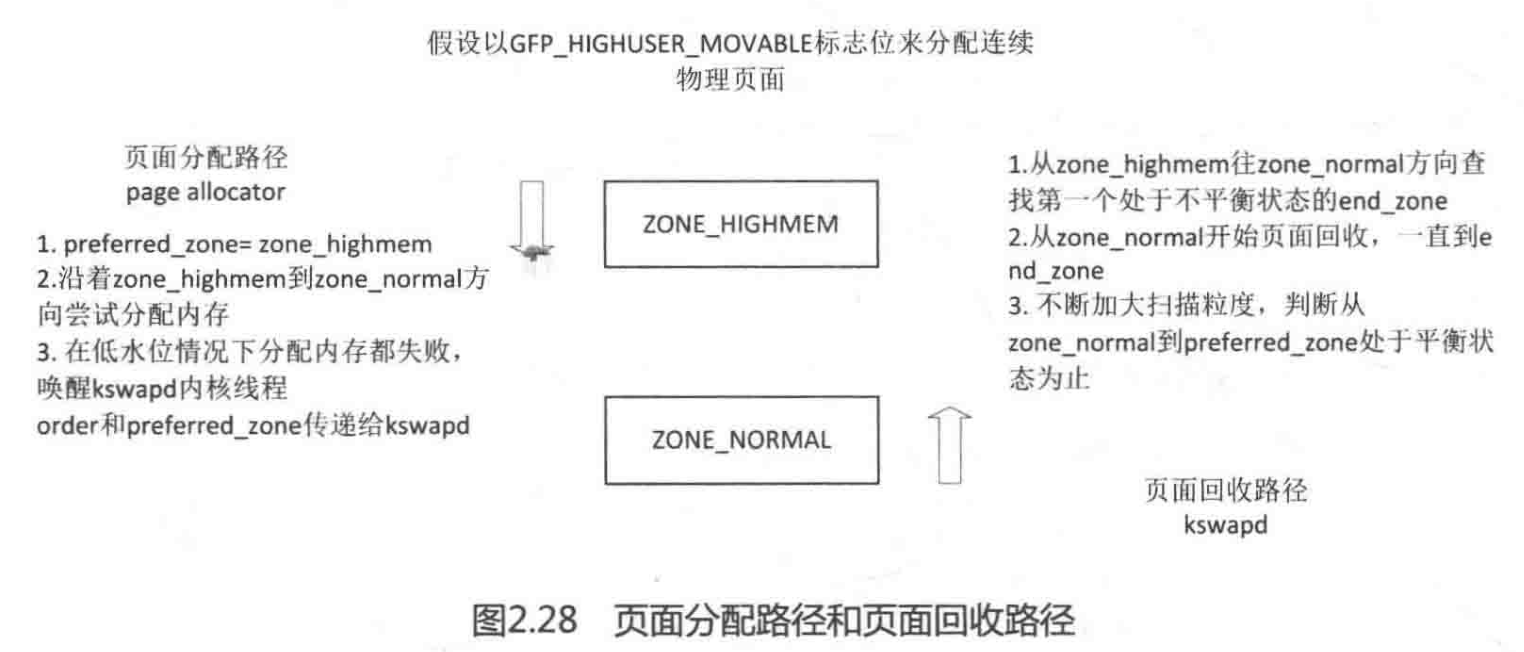 假设以GFP_HIGHUSER_MOVABLE标志位来分配连续
物理页面
页面分配路径
page allocator
1. preferred_zone= zone_highmem
2.沿着zone_highmem到zone_normal方
向尝试分配内存
3. 在低水位情况下分配内存都失败，
唤醒kswapd内核线程
order和preferred_zone传递给kswapd
ZONE_HIGHMEM
ZONE_NORMAL
1.从zone_highmem往zone_normal方向查
找第一个处于不平衡状态的end_zone
2.从zone_normal开始页面回收，一直到e
nd_zone
3. 不断加大扫描粒度，判断从
zone_normal到preferred_zone处于平衡状
态为止
页面回收路径
kswapd
图2.28 页面分配路径和页面回收路径